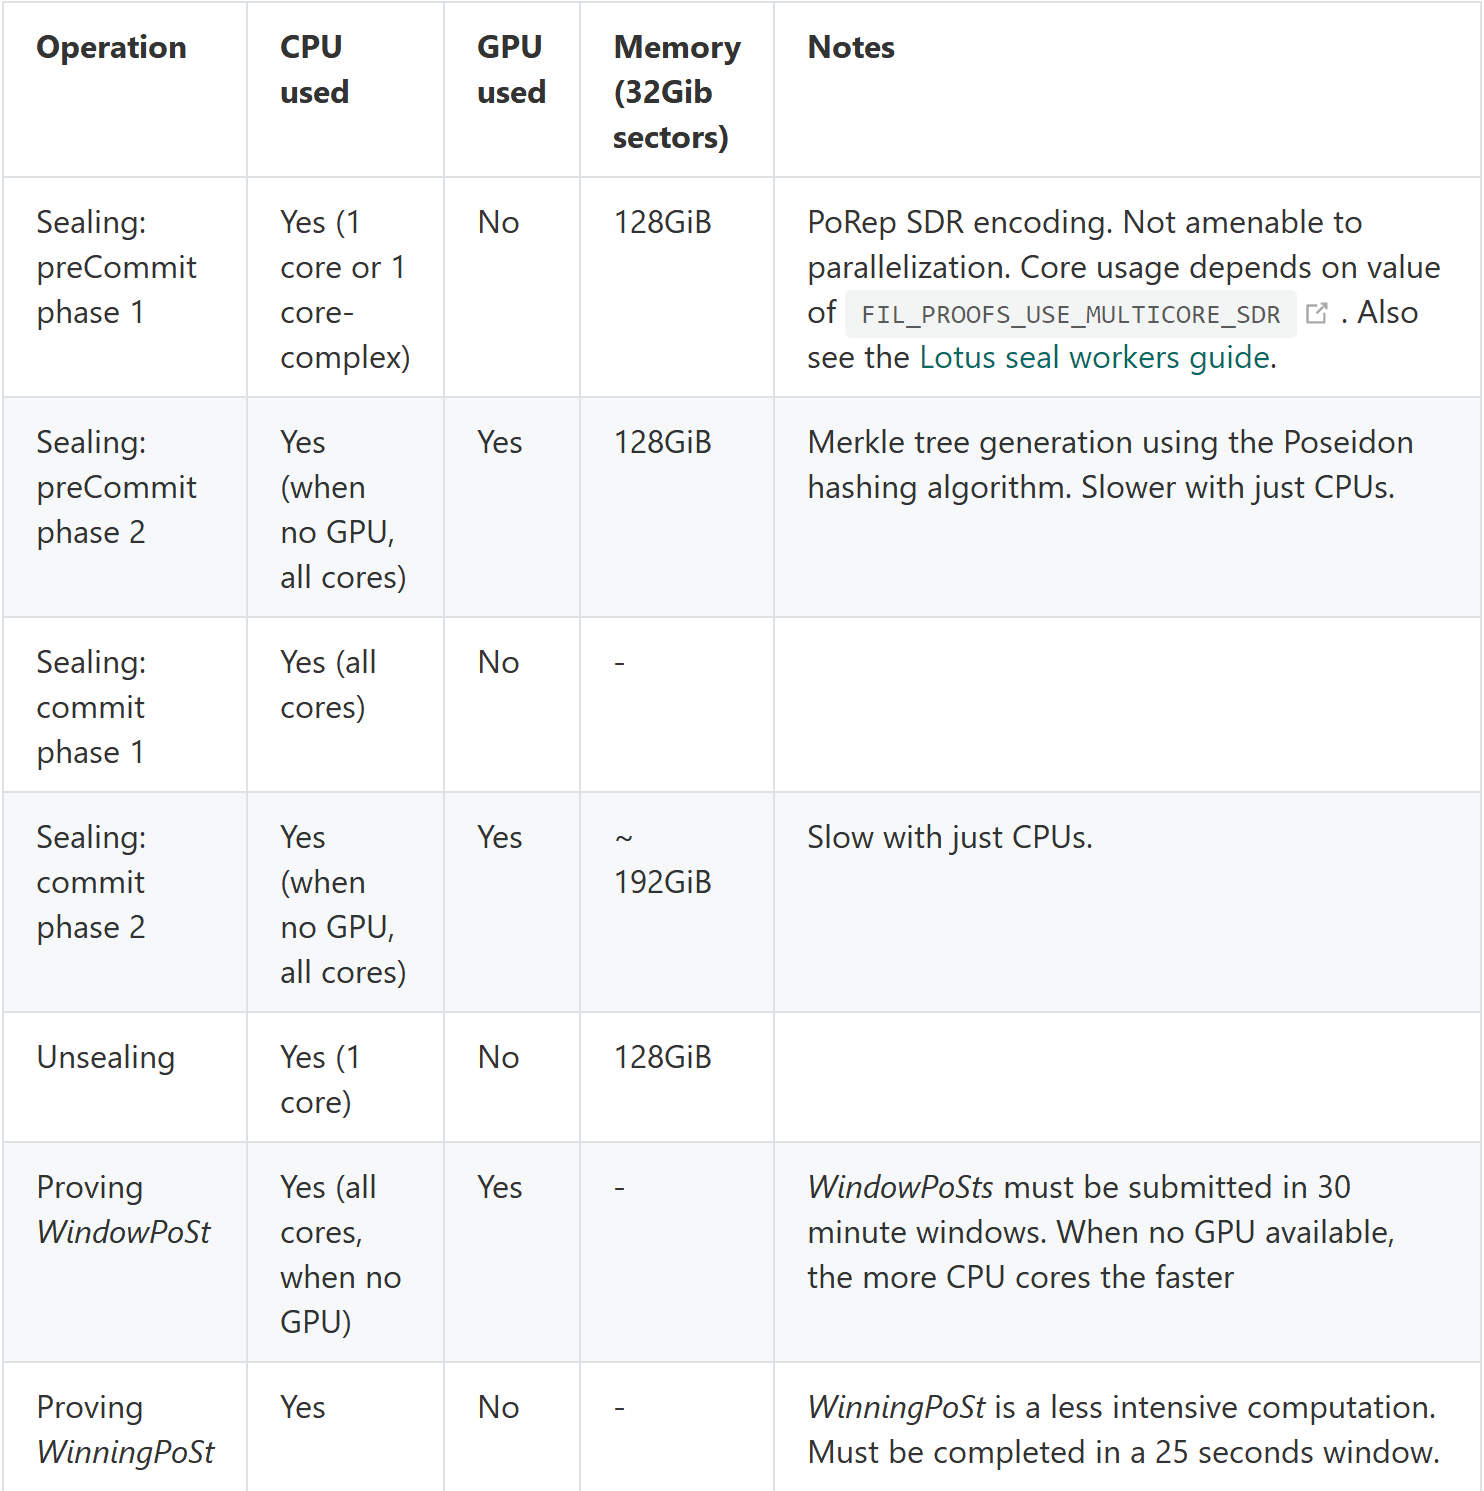 Operation
CPU
used
GPU
used
Memory
(32Gib
sectors)
Notes
Sealing:
preCommit
phase 1
Yes (1
core or 1
core-
complex)
No
128GiB
PoRep SDR encoding. Not amenable to
parallelization. Core usage depends on value
of FIL_PROOFS_USE_MULTICORE_SDR . Also
see the Lotus seal workers guide.
Sealing:
preCommit
phase 2
Yes
(when
no GPU,
all cores)
Yes
128GiB
Merkle tree generation using the Poseidon
hashing algorithm. Slower with just CPUs.
Sealing:
commit
phase 1
Yes (all
cores)
No
-
Sealing:
commit
phase 2
Yes
(when
no GPU,
all cores)
Yes
~
192GiB
Slow with just CPUs.
Unsealing
Yes (1
core)
No
128GiB
Proving
WindowPoSt
Yes (all
cores,
when no
GPU)
Yes
-
WindowPoSts must be submitted in 30
minute windows. When no GPU available,
the more CPU cores the faster
Proving
WinningPoSt
Yes
No
-
WinningPoSt is a less intensive computation.
Must be completed in a 25 seconds window.